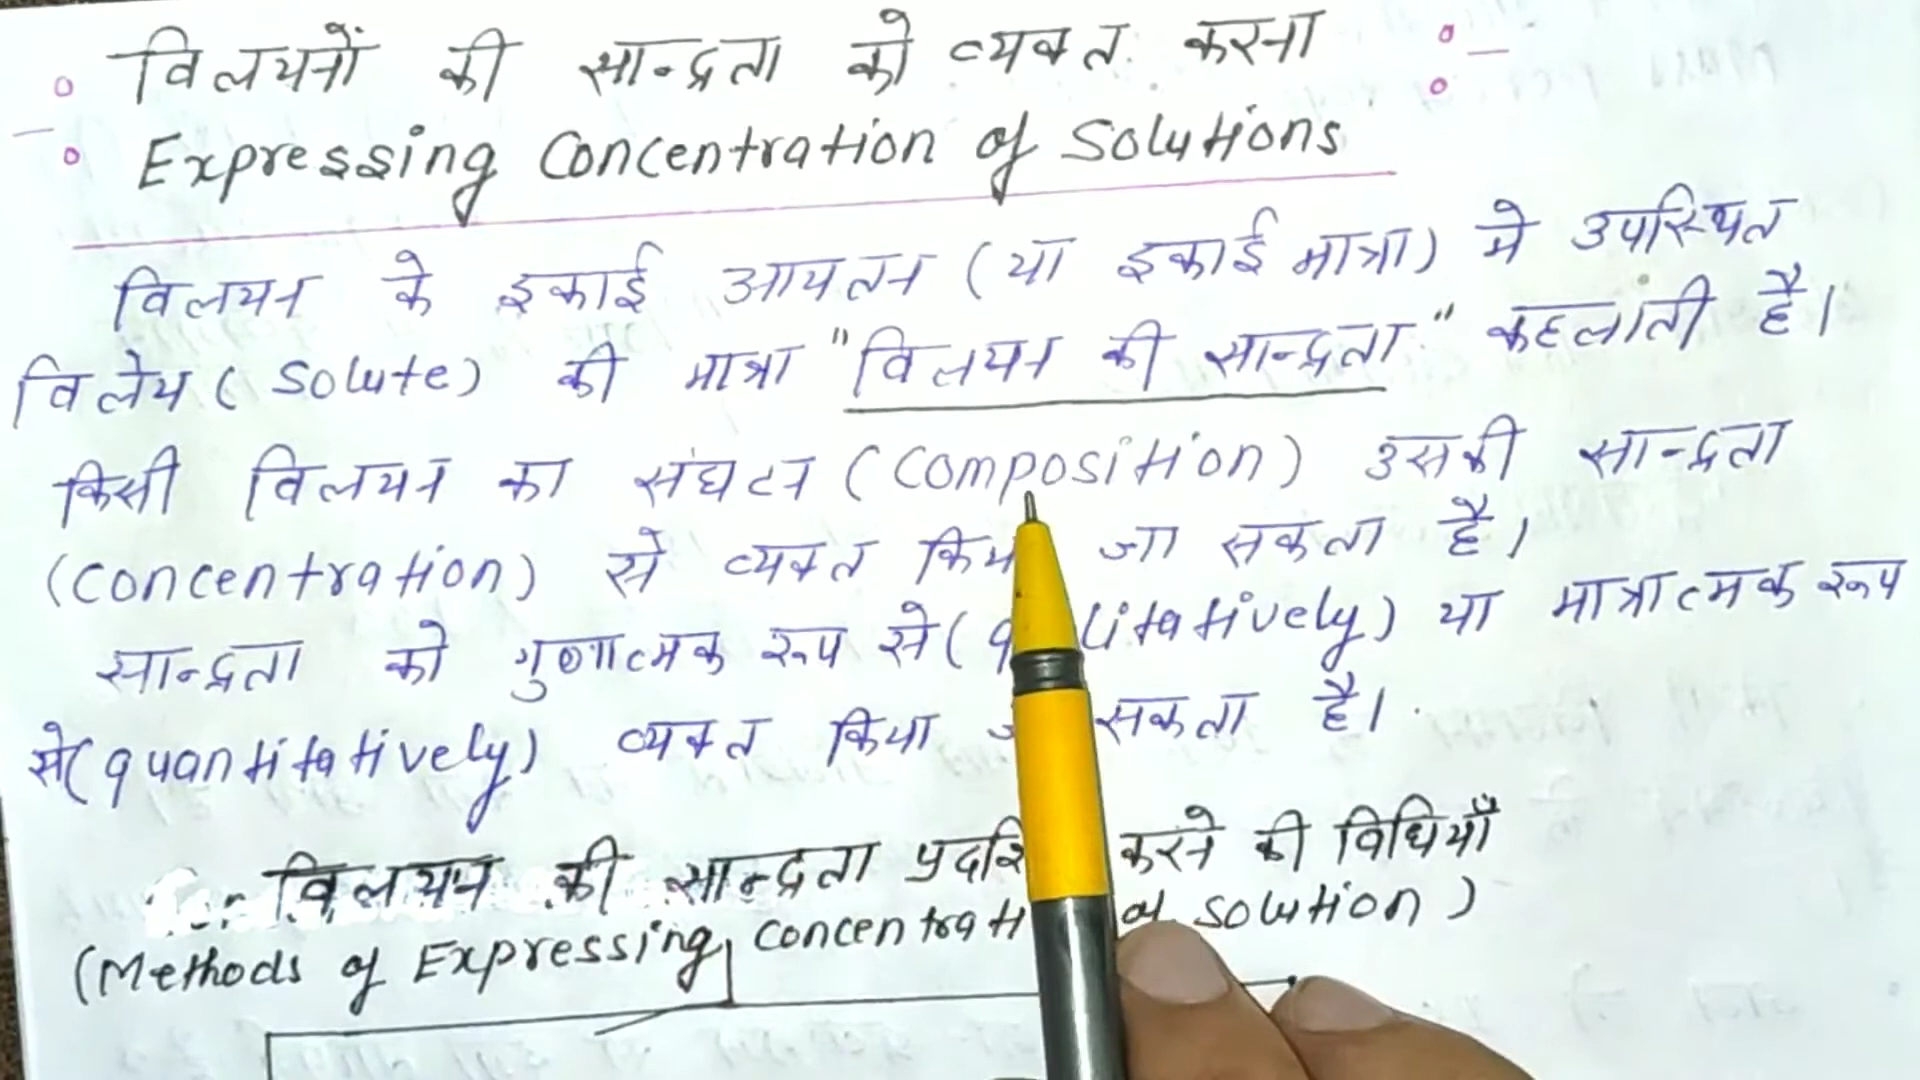 विलयनों की सान्द्रता को व्यक्त करना
Expressing Concentration of Solutions
विलयन के इकाई आयतन (या इकाई मात्रा) मे उपस्थित
विलेय (Solute) की मात्रा "विलयन की सान्द्रता" कहलाती है।
किसी विलयन का संघटन (Composition) उसकी सान्द्रता
(Concentration) से व्यक्त किया जा सकता है।
सान्द्रता को गुणात्मक रूप से ( या मात्रात्मक रूप
से (quantitatively) व्यक्त किया सकता है।
विलयन की सान्द्रता करने की विधियाँ
(Methods of Expressing Concentration of Solution)